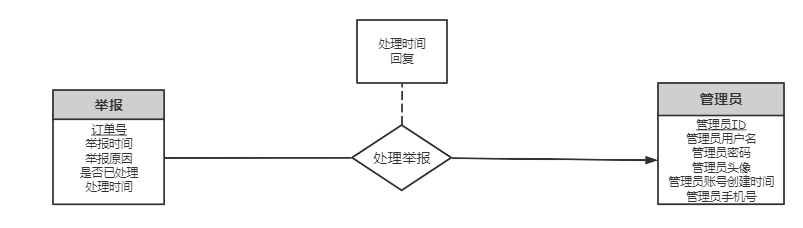 处理时间
回复
举报
订单号
举报时间
举报原因
是否已处理
处理时间
处理举报
管理员
管理员ID
管理员用户名
管理员密码
管理员头像
管理员账号创建时间
管理员手机号